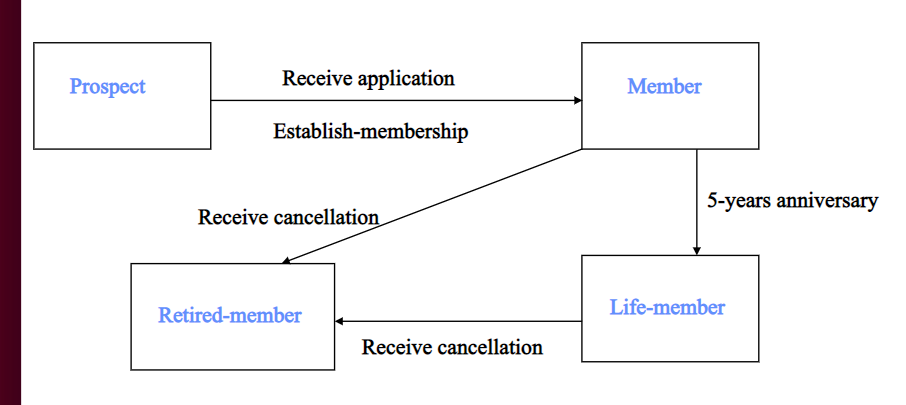 Prospect
Receive application
Member
Establish-membership
5-years anniversary
Receive cancellation
Retired-member
Life-member
Receive cancellation